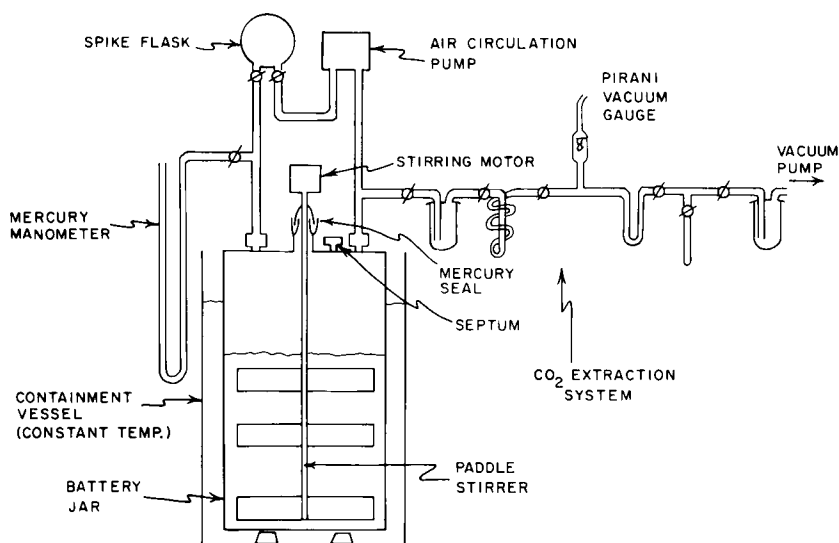 SPIKE FLASK
AIR CIRCULATION
PUMP
PIRANI
VACUUM
GAUGE
VACUUM
PUMP
STIRRING MOTOR
MERCURY
MANOMETER
MERCURY
SEAL
SEPTUM
CO₂ EXTRACTION
SYSTEM
CONTAINMENT
VESSEL
(CONSTANT TEMP.)
PADDLE
STIRRER
BATTERY
JAR